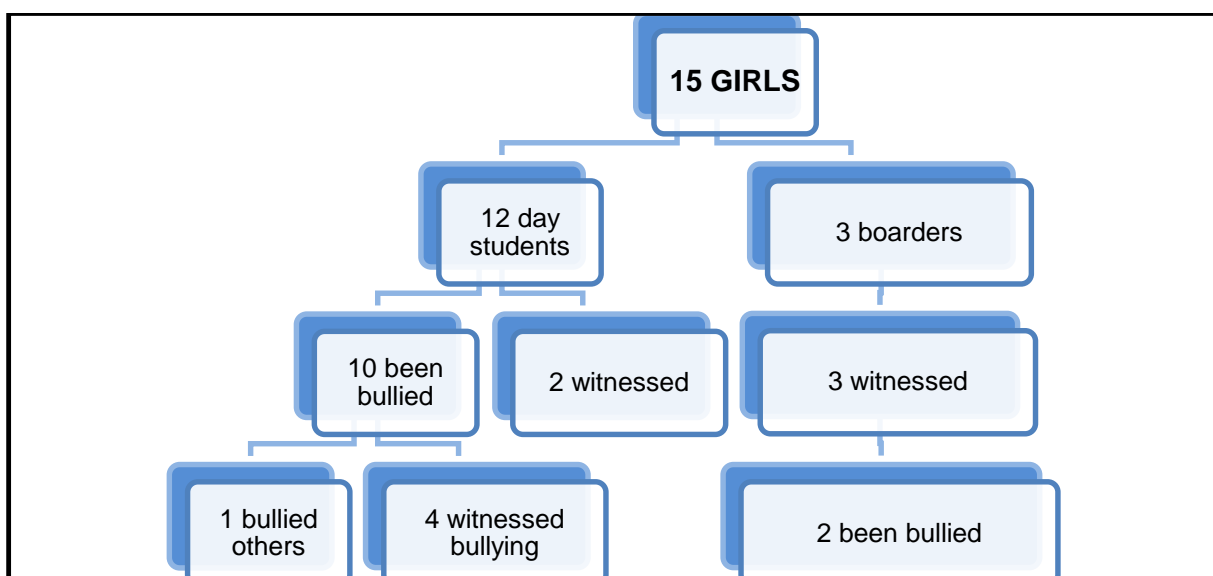 15 GIRLS
12 day
students
3 boarders
10 been
bullied
2 witnessed
3 witnessed
1 bullied
others
4 witnessed
bullying
2 been bullied